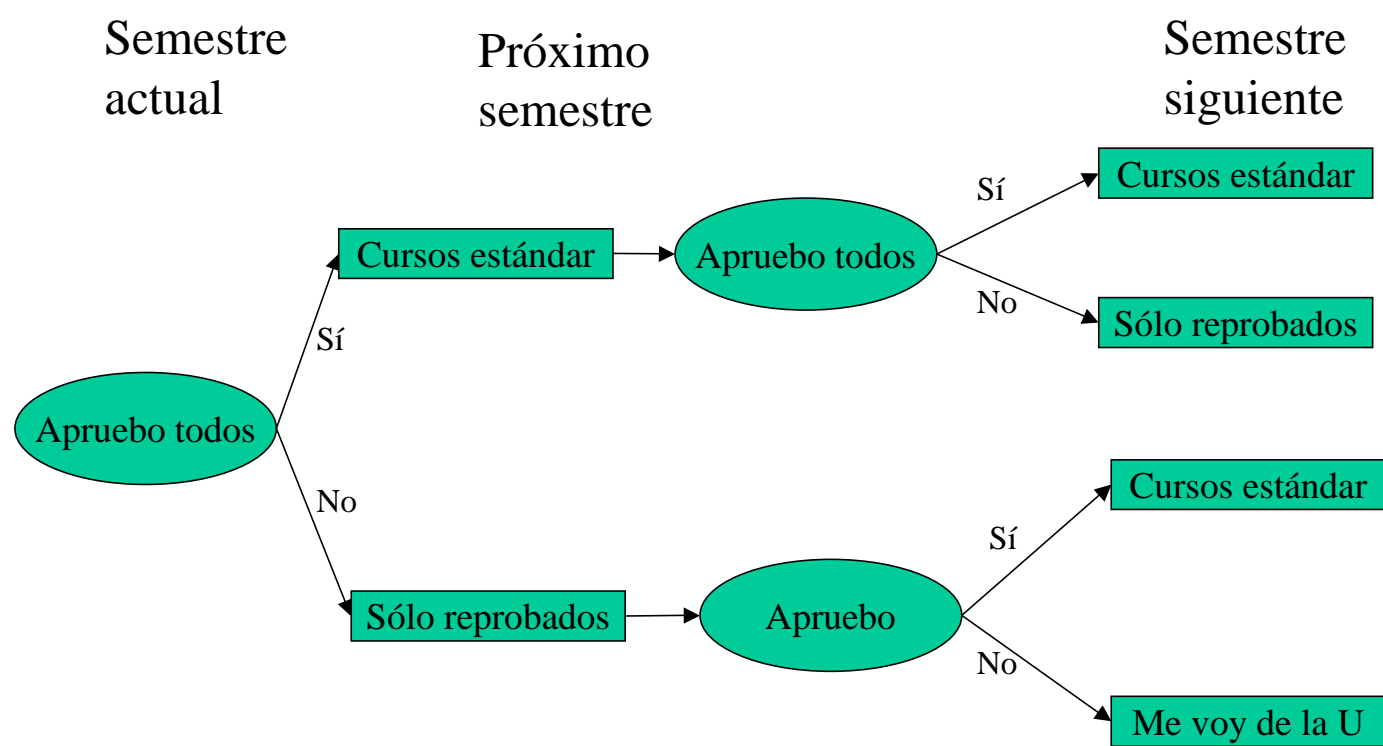 Semestre
actual
Próximo
semestre
Semestre
siguiente
Cursos estándar
Sí
Cursos estándar
Apruebo todos
No
Sólo reprobados
Sí
Apruebo todos
Cursos estándar
No
Sí
Sólo reprobados
Apruebo
No
Me voy de la U